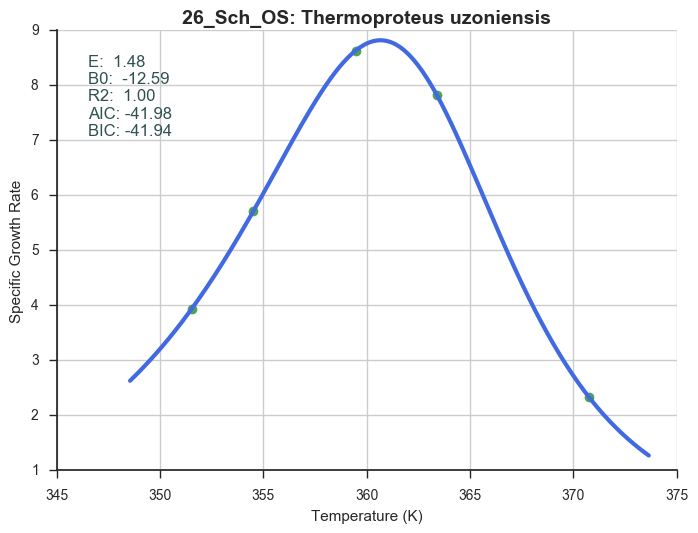 26_Sch_OS: Thermoproteus uzoniensis
E:  1.48
B0:  -12.59
R2:  1.00
AIC: -41.98
BIC: -41.94
Specific Growth Rate
9
8
7
6
5
4
3
2
1
345 350 355 360 365 370 375
Temperature (K)